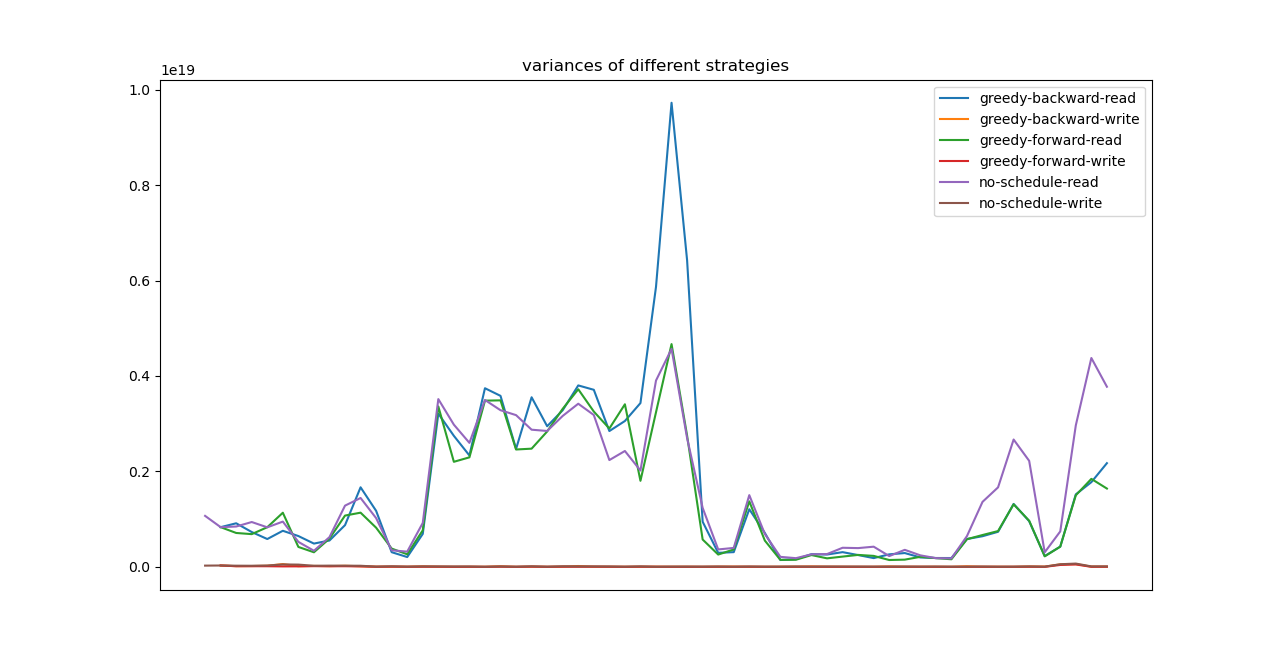 variances of different strategies
1e19
1.0
0.8
0.6
0.4
0.2
0.0
greedy-backward-read
greedy-backward-write
greedy-forward-read
greedy-forward-write
no-schedule-read
no-schedule-write